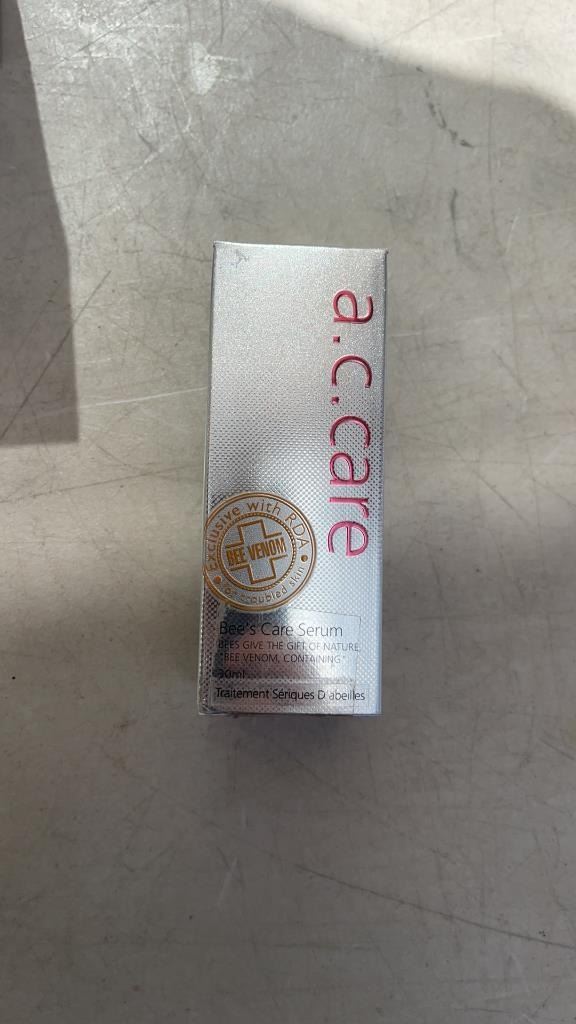 a.c.care
Exclusive with RDA
BEE VENOM
on troubled skin
Bee's Care Serum
BEES GIVE THE GIFT OF NATURE,
"BEE VENOM, CONTAINING"
30ml
Traitement Sériques D'abeilles